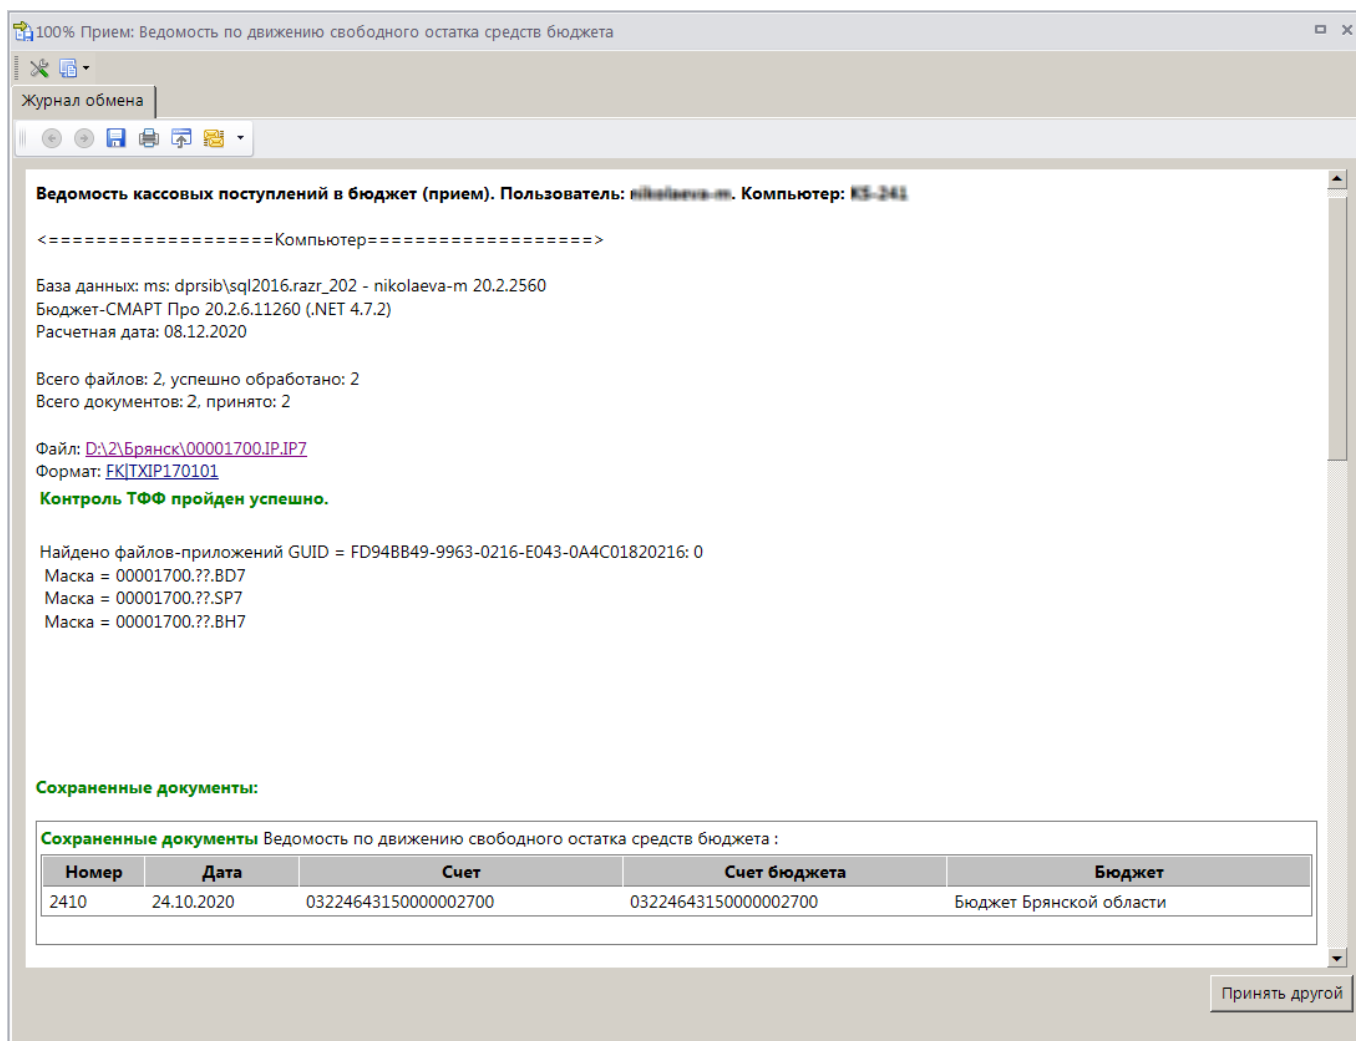 100% Прием: Ведомость по движению свободного остатка средств бюджета
Журнал обмена
Ведомость кассовых поступлений в бюджет (прием). Пользователь: . Компьютер:
<===================Компьютер===================>
База данных: ms: dprsib\sql2016.razr_202 - nikolaeva-m 20.2.2560
Бюджет-СМАРТ Про 20.2.6.11260 (.NET 4.7.2)
Расчетная дата: 08.12.2020
Всего файлов: 2, успешно обработано: 2
Всего документов: 2, принято: 2
Файл: D:\2\Брянск\00001700.IP.IP7
Формат: FK|TXIP170101
Контроль ТФФ пройден успешно.
Найдено файлов-приложений GUID = FD94BB49-9963-0216-E043-0A4C01820216: 0
Маска = 00001700.??.BD7
Маска = 00001700.??.SP7
Маска = 00001700.??.BH7
Сохраненные документы:
Сохраненные документы Ведомость по движению свободного остатка средств бюджета :
Номер Дата Счет Счет бюджета Бюджет
2410 24.10.2020 03224643150000002700 03224643150000002700 Бюджет Брянской области
Принять другой